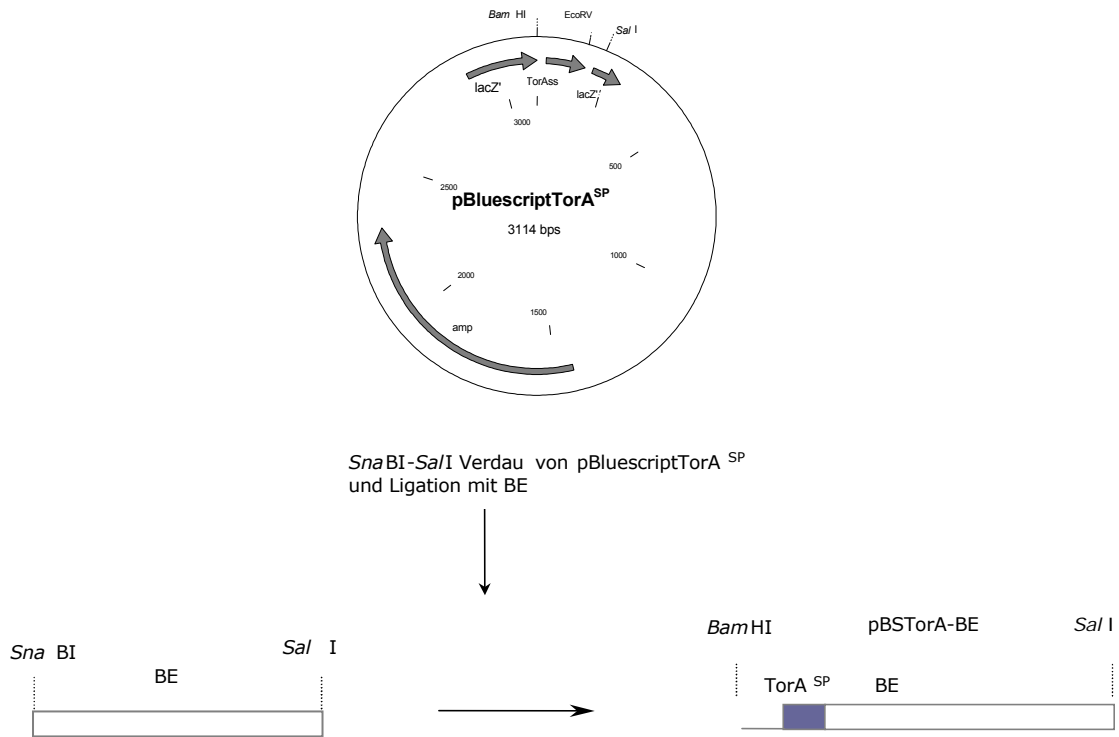 Bam HI
EcoRV
Sal I
lacZ'
TorAss
lacZ'
3000
500
2500
pBluescriptTorA SP
3114 bps
1000
2000
1500
amp
SnaBI-SalI Verdau von pBluescriptTorA SP
und Ligation mit BE
Sna BI
BE
Sal I
BamHI
pBSTorA-BE
Sal I
TorA SP
BE